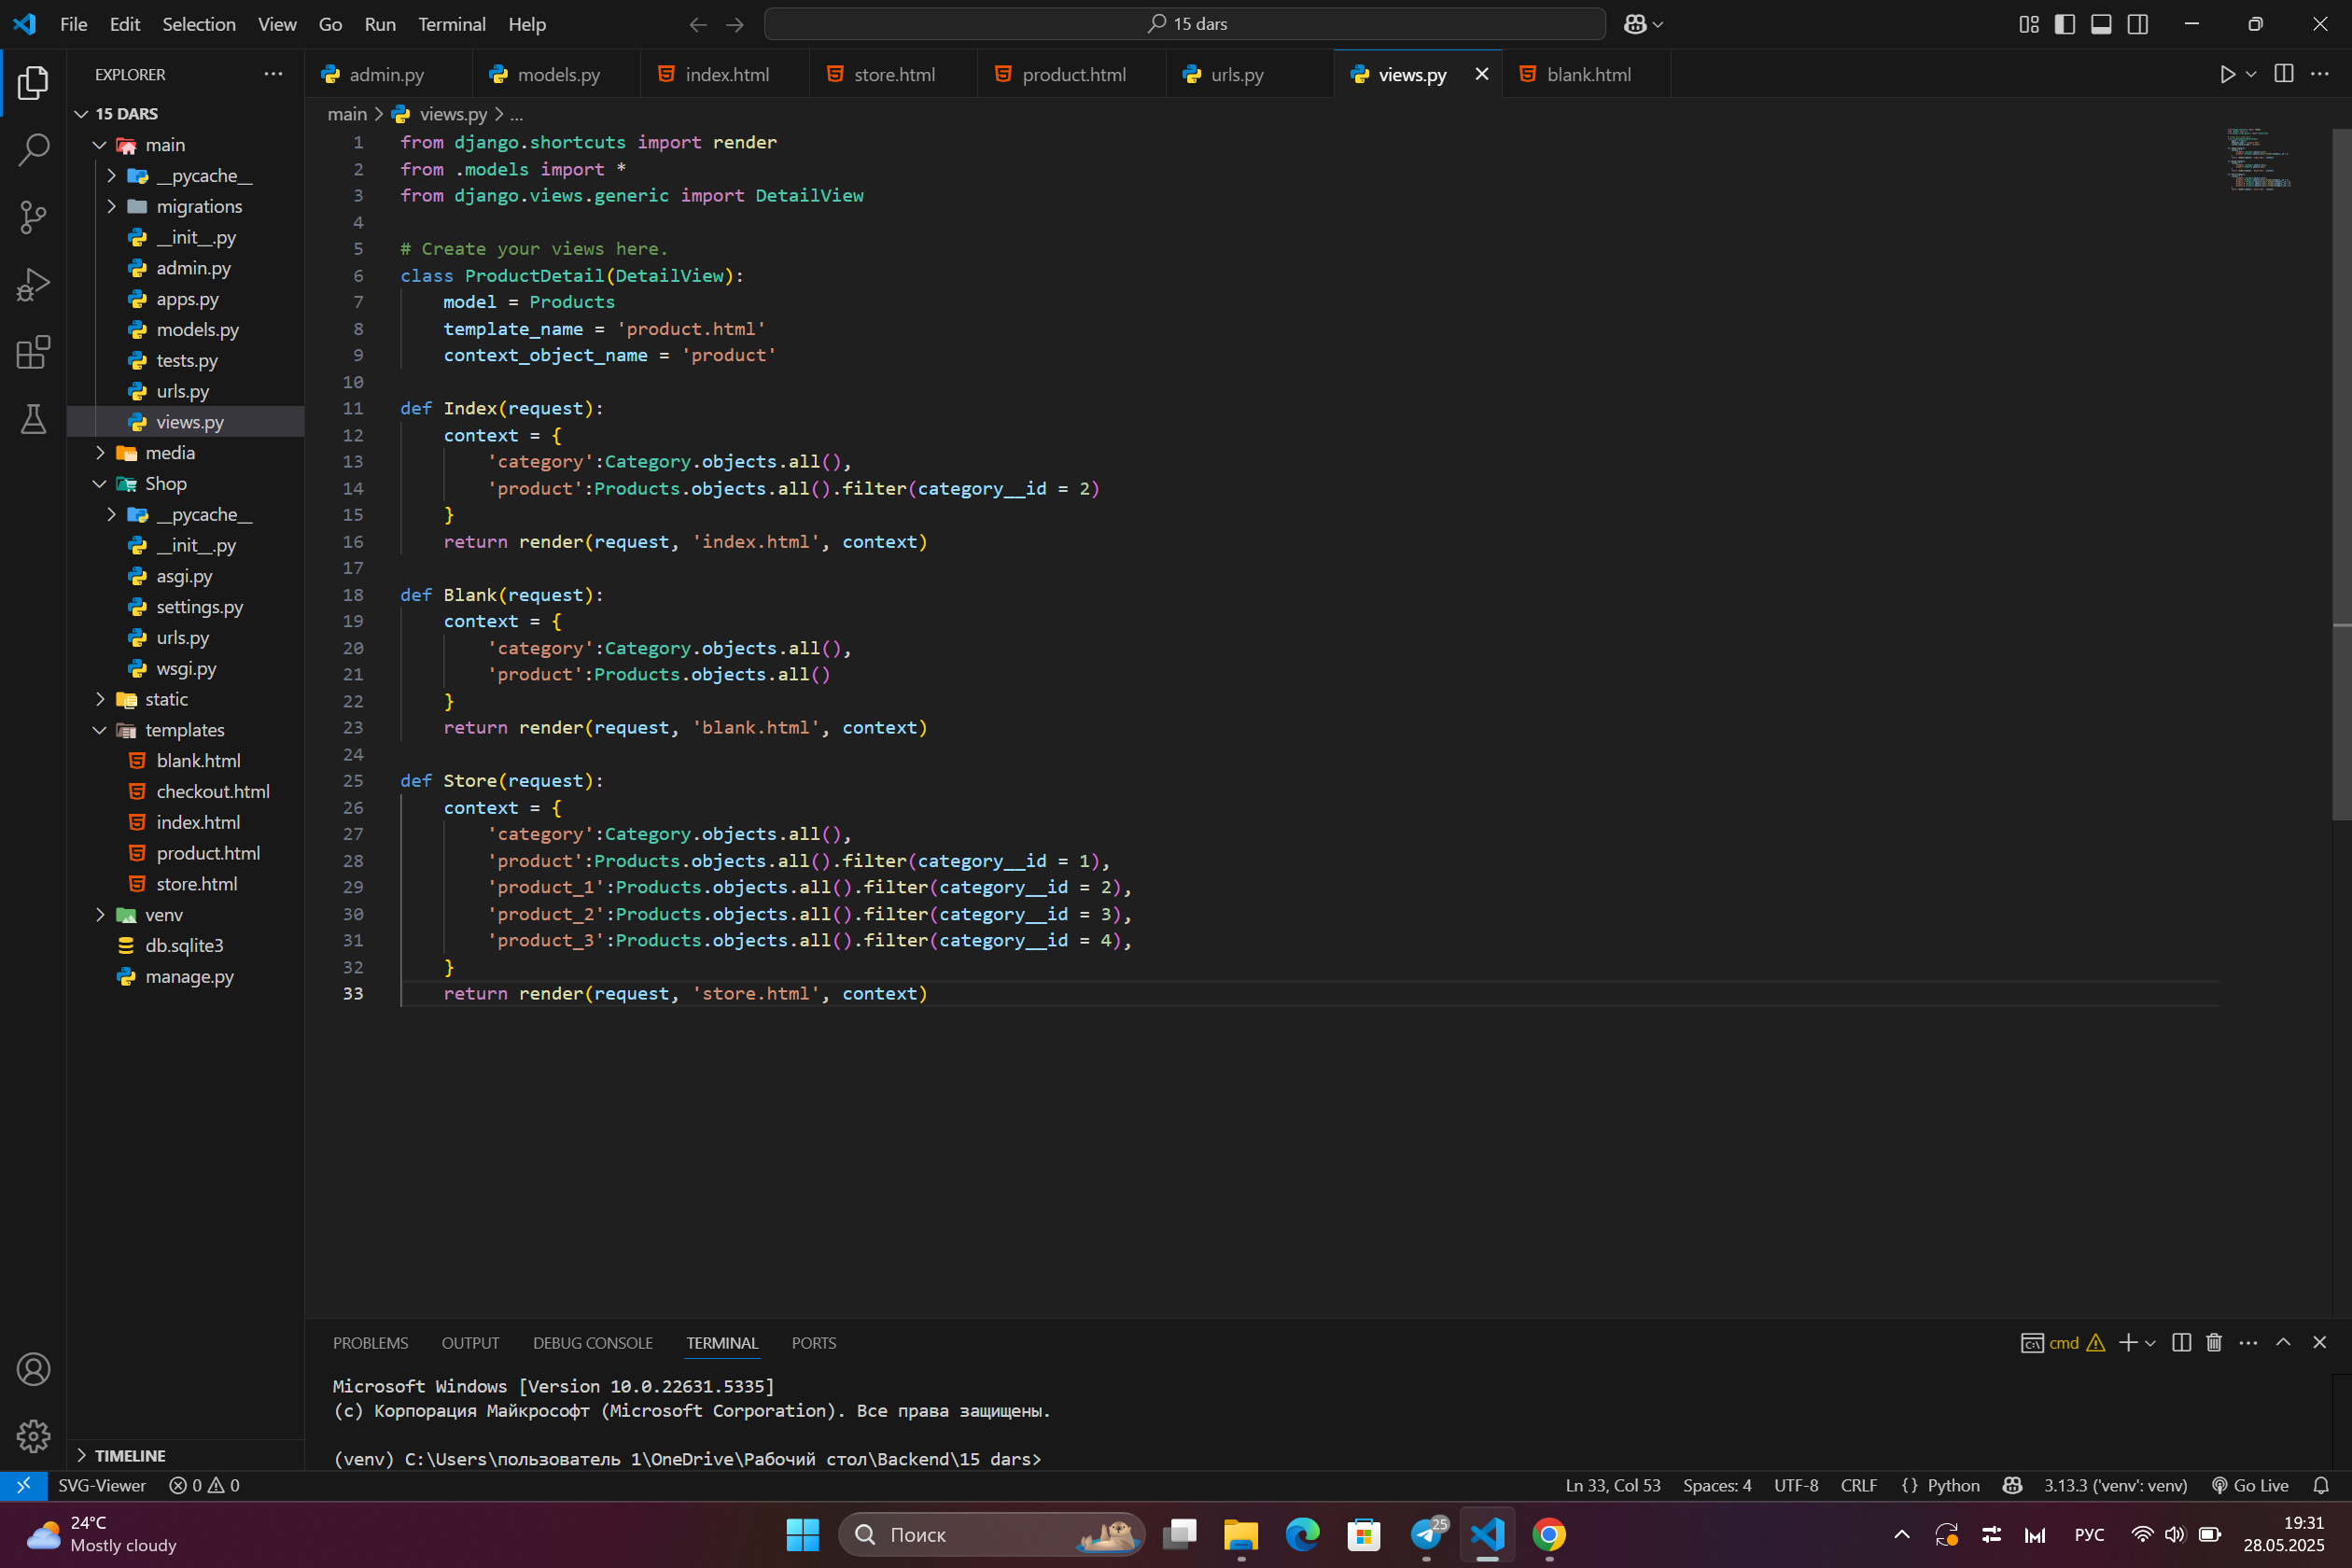 File Edit Selection View Go Run Terminal Help
15 dars
EXPLORER
admin.py models.py index.html store.html product.html urls.py views.py blank.html
15 DARS
main
__pycache__
migrations
__init__.py
admin.py
apps.py
models.py
tests.py
urls.py
views.py
media
Shop
__pycache__
__init__.py
asgi.py
settings.py
urls.py
wsgi.py
static
templates
blank.html
checkout.html
index.html
product.html
store.html
venv
db.sqlite3
manage.py
TIMELINE
main > views.py > ...
1 from django.shortcuts import render
2 from .models import *
3 from django.views.generic import DetailView
4
5 # Create your views here.
6 class ProductDetail(DetailView):
7     model = Products
8     template_name = 'product.html'
9     context_object_name = 'product'
10
11 def Index(request):
12     context = {
13         'category':Category.objects.all(),
14         'product':Products.objects.all().filter(category__id = 2)
15     }
16     return render(request, 'index.html', context)
17
18 def Blank(request):
19     context = {
20         'category':Category.objects.all(),
21         'product':Products.objects.all()
22     }
23     return render(request, 'blank.html', context)
24
25 def Store(request):
26     context = {
27         'category':Category.objects.all(),
28         'product':Products.objects.all().filter(category__id = 1),
29         'product_1':Products.objects.all().filter(category__id = 2),
30         'product_2':Products.objects.all().filter(category__id = 3),
31         'product_3':Products.objects.all().filter(category__id = 4),
32     }
33     return render(request, 'store.html', context)
PROBLEMS OUTPUT DEBUG CONSOLE TERMINAL PORTS
cmd
Microsoft Windows [Version 10.0.22631.5335]
(c) Корпорация Майкрософт (Microsoft Corporation). Все права защищены.
(venv) C:\Users\пользователь 1\OneDrive\Рабочий стол\Backend\15 dars>
SVG-Viewer 0 0 Ln 33, Col 53 Spaces: 4 UTF-8 CRLF {} Python 3.13.3 ('venv': venv) Go Live
24°C
Mostly cloudy
Поиск
25
РУС
19:31
28.05.2025